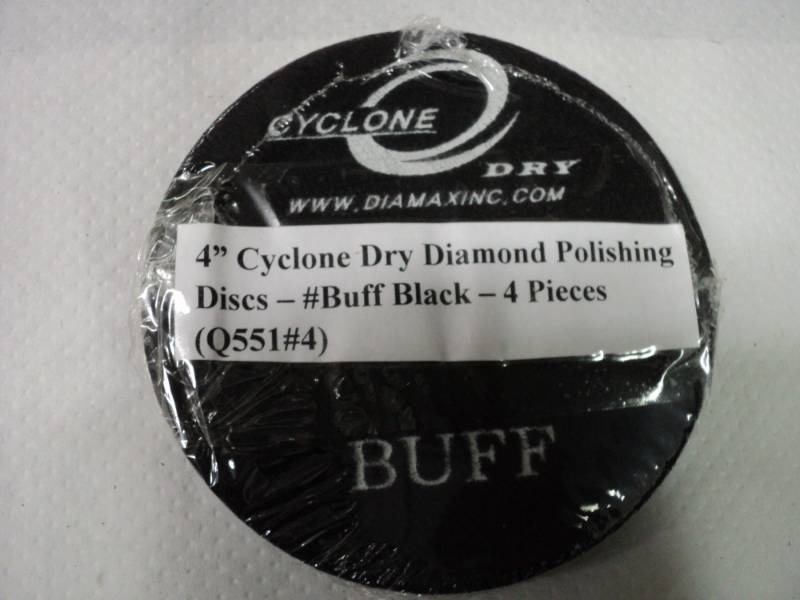 CYCLONE
DRY
WWW.DIAMAXINC.COM
4” Cyclone Dry Diamond Polishing
Discs – #Buff Black – 4 Pieces
(Q551#4)
BUFF